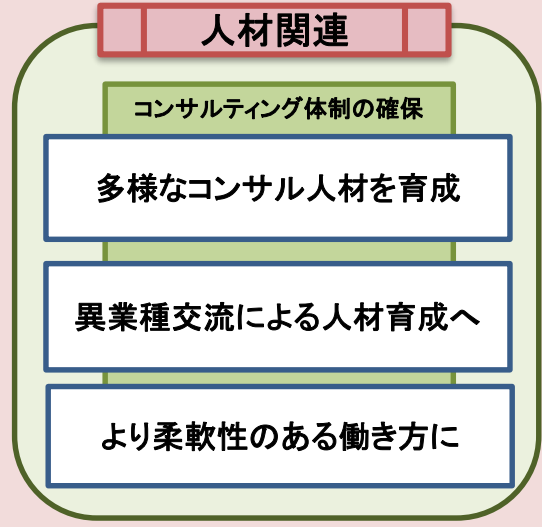 人材関連
コンサルティング体制の確保
多様なコンサル人材を育成
異業種交流による人材育成へ
より柔軟性のある働き方に